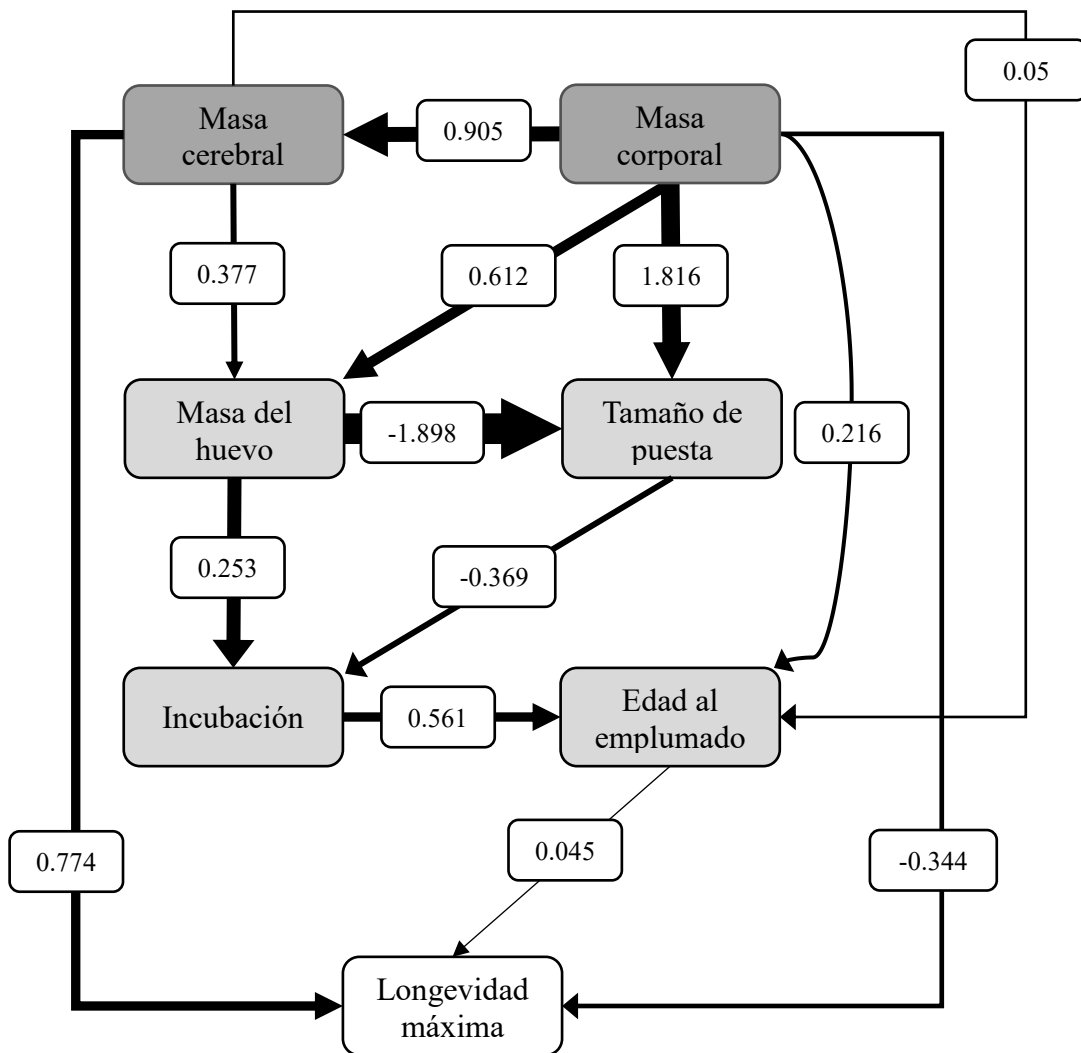 0.05
Masa
cerebral
0.905
Masa
corporal
0.377
0.612
1.816
Masa del
huevo
-1.898
Tamaño de
puesta
0.216
0.253
-0.369
Incubación
0.561
Edad al
emplumado
0.774
0.045
-0.344
Longevidad
máxima